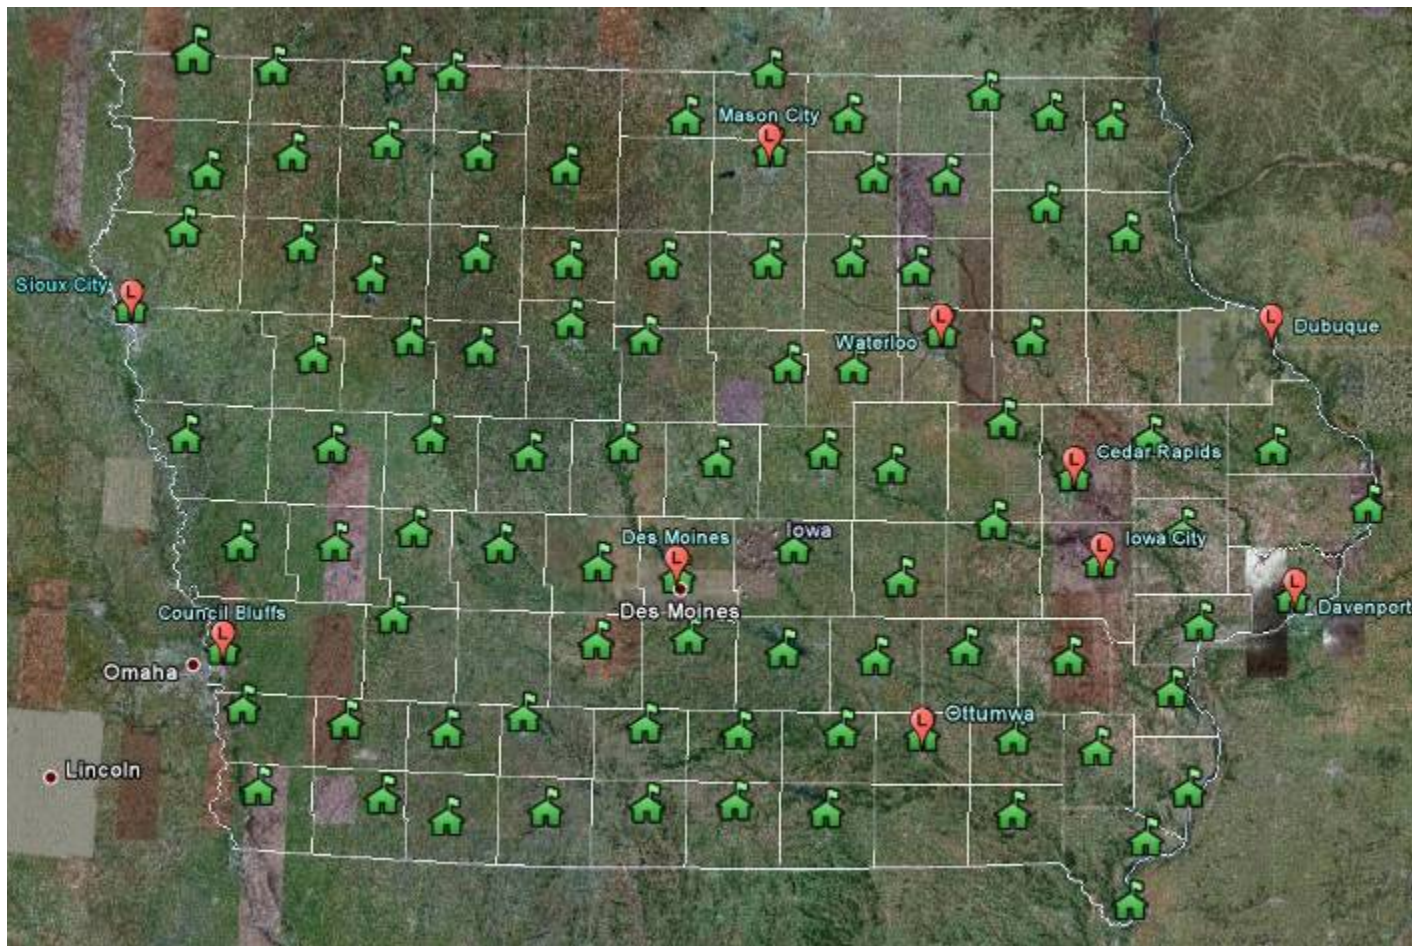 Mason City
Sioux City
Waterloo
Dubuque
Cedar Rapids
Des Moines
Iowa
Iowa City
Des Moines
Council Bluffs
Davenport
Omaha
Ottumwa
Lincoln
L
L
L
L
L
L
L
L
L
L